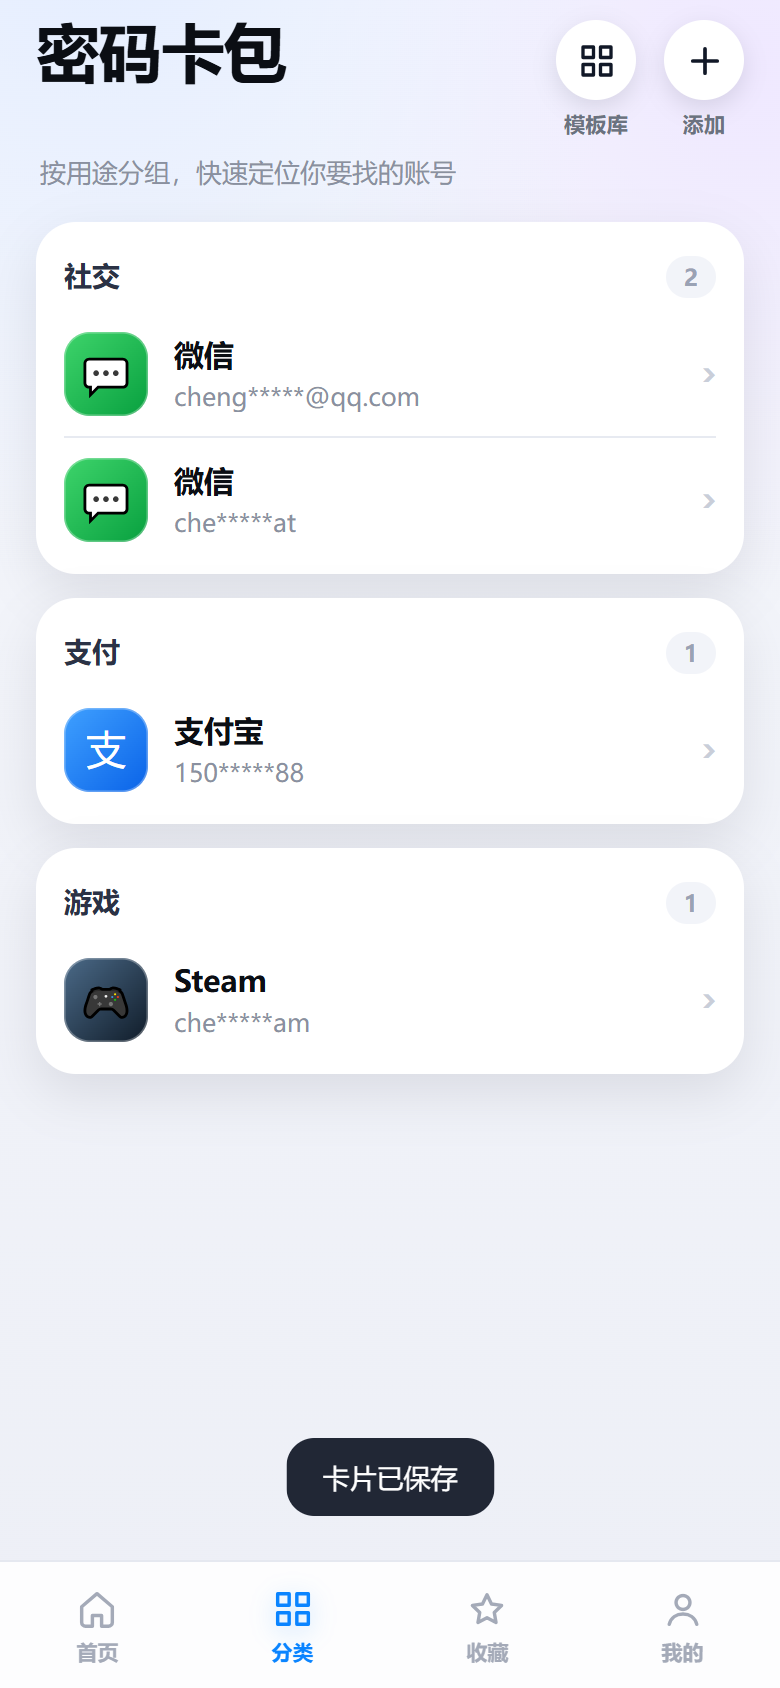 密码卡包
模板库
添加
按用途分组，快速定位你要找的账号
社交
2
微信
cheng*****@qq.com
微信
che*****at
支付
1
支
支付宝
150*****88
游戏
1
Steam
che*****am
卡片已保存
首页
分类
收藏
我的